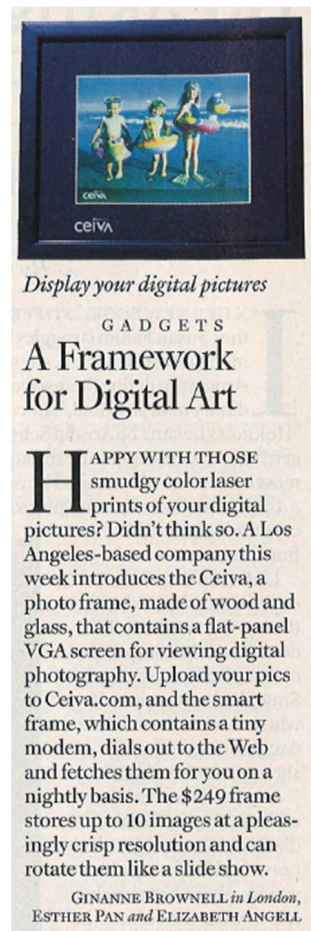 ceiva
ceiva
Display your digital pictures
GADGETS
A Framework
for Digital Art
HAPPY WITH THOSE
smudgy color laser
prints of your digital
pictures? Didn't think so. A Los
Angeles-based company this
week introduces the Ceiva, a
photo frame, made of wood and
glass, that contains a flat-panel
VGA screen for viewing digital
photography. Upload your pics
to Ceiva.com, and the smart
frame, which contains a tiny
modem, dials out to the Web
and fetches them for you on a
nightly basis. The $249 frame
stores up to 10 images at a pleas-
ingly crisp resolution and can
rotate them like a slide show.
GINANNE BROWNELL in London,
ESTHER PAN and ELIZABETH ANGELL